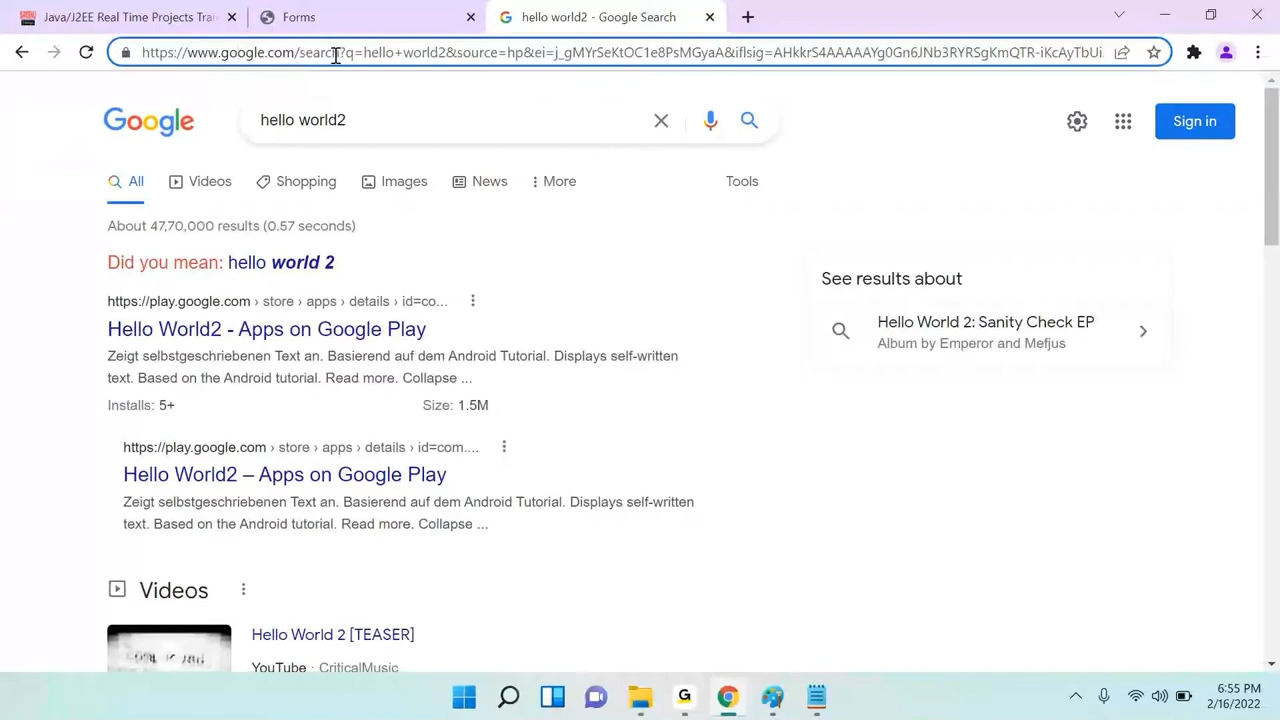 Java/J2EE Real Time Projects Trai
Forms
hello world2 - Google Search
https://www.google.com/search?q=hello+world2&source=hp&ei=j_gMYrSeKtOC1e8PsMGyaA&iflsig=AHkkrS4AAAAAYg0Gn6JNb3RYRSgKmQTR-iKcAyTbUi
Google
hello world2
Sign in
All
Videos
Shopping
Images
News
More
Tools
About 47,70,000 results (0.57 seconds)
Did you mean: hello world 2
https://play.google.com › store › apps › details › id=co...
Hello World2 - Apps on Google Play
Zeigt selbstgeschriebenen Text an. Basierend auf dem Android Tutorial. Displays self-written
text. Based on the Android tutorial. Read more. Collapse ...
Installs: 5+
Size: 1.5M
https://play.google.com › store › apps › details › id=com....
Hello World2 – Apps on Google Play
Zeigt selbstgeschriebenen Text an. Basierend auf dem Android Tutorial. Displays self-written
text. Based on the Android tutorial. Read more. Collapse ...
See results about
Hello World 2: Sanity Check EP
Album by Emperor and Mefjus
Videos
Hello World 2 [TEASER]
YouTube · CriticalMusic
G
6:55 PM
2/16/2022